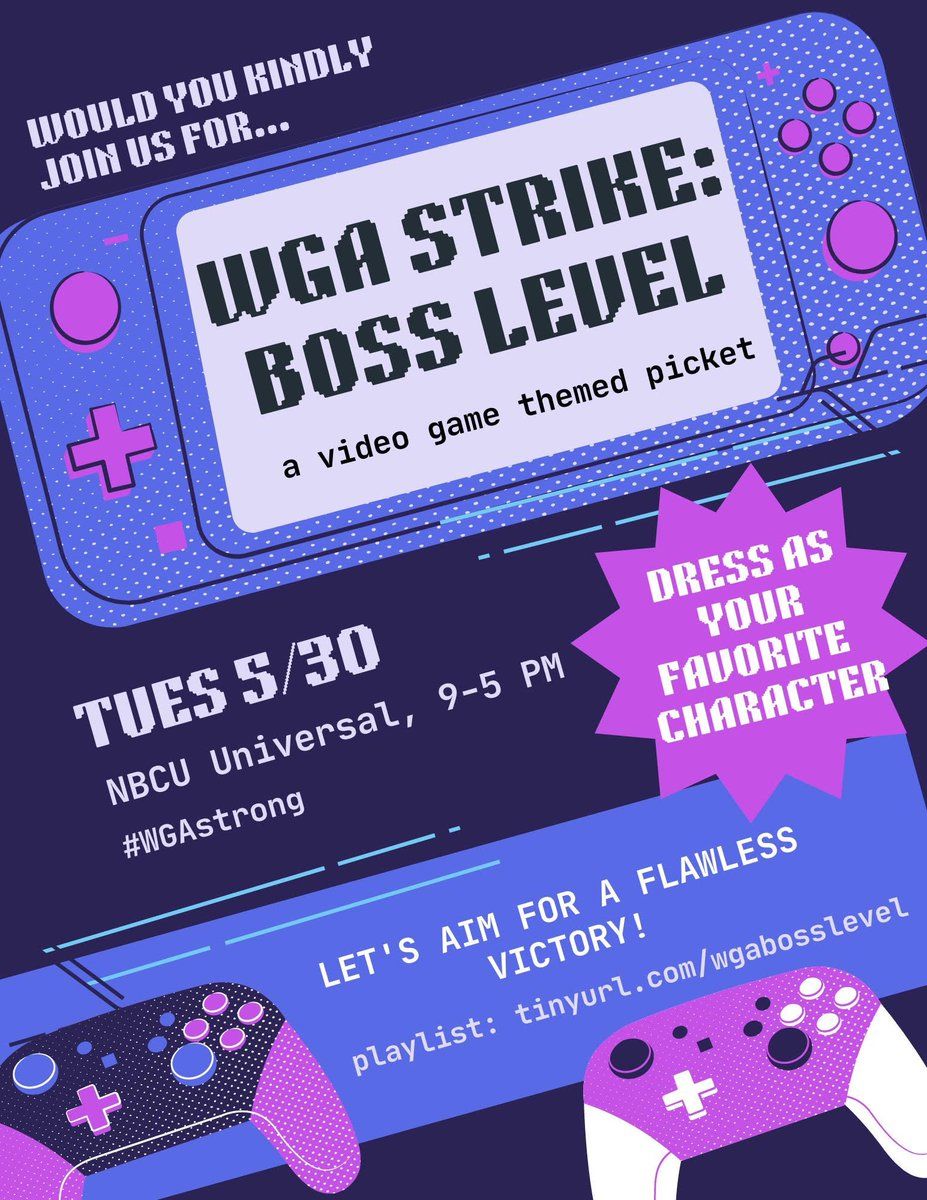 WOULD YOU KINDLY
JOIN US FOR...
WGA STRIKE:
BOSS LEVEL
a video game themed picket
DRESS AS
YOUR
FAVORITE
CHARACTER
TUES 5/30
NBCU Universal, 9-5 PM
#WGAstrong
LET'S AIM FOR A FLAWLESS
VICTORY!
playlist: tinyurl.com/wgabosslevel